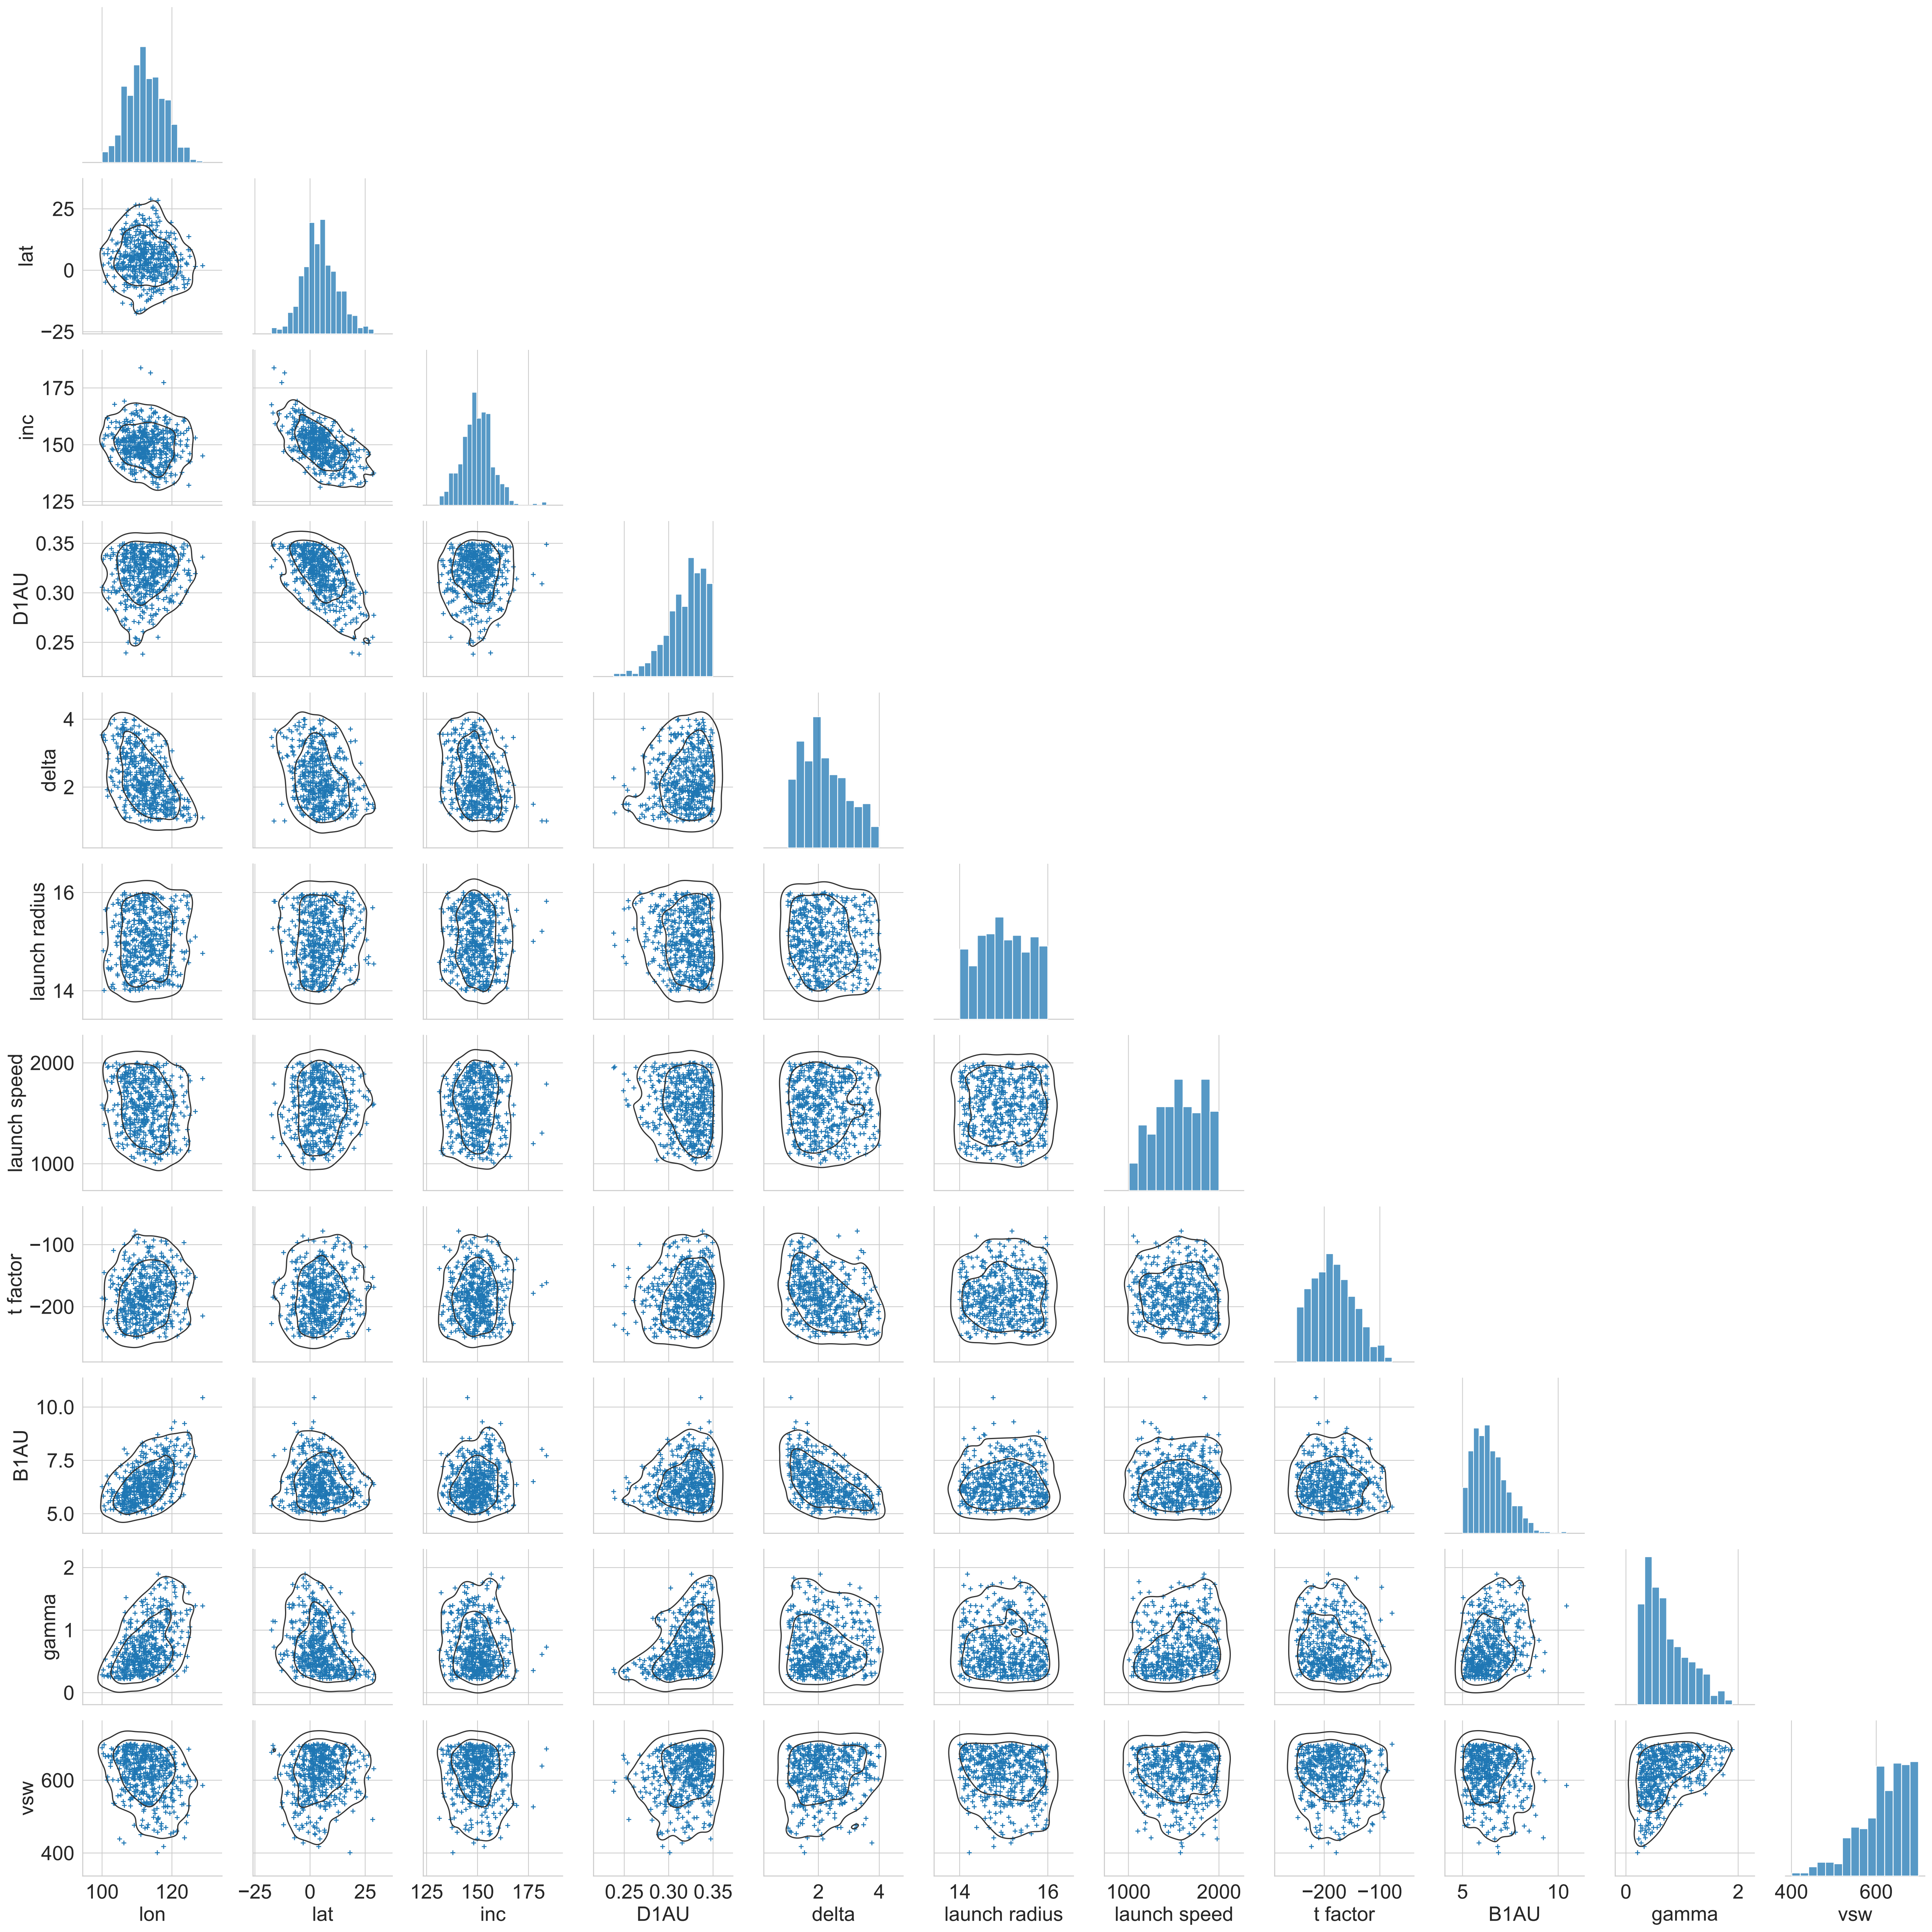 25
lat
0
−25
175
inc
150
125
0.35
D1AU
0.30
0.25
4
delta
2
16
launch radius
14
2000
launch speed
1000
−100
t factor
−200
10.0
B1AU
7.5
5.0
2
gamma
1
0
600
vsw
400
100 120 −25 0 25 125 150 175 0.25 0.30 0.35 2 4 14 16 1000 2000 −200 −100 5 10 0 2 400 600
lon lat inc D1AU delta launch radius launch speed t factor B1AU gamma vsw